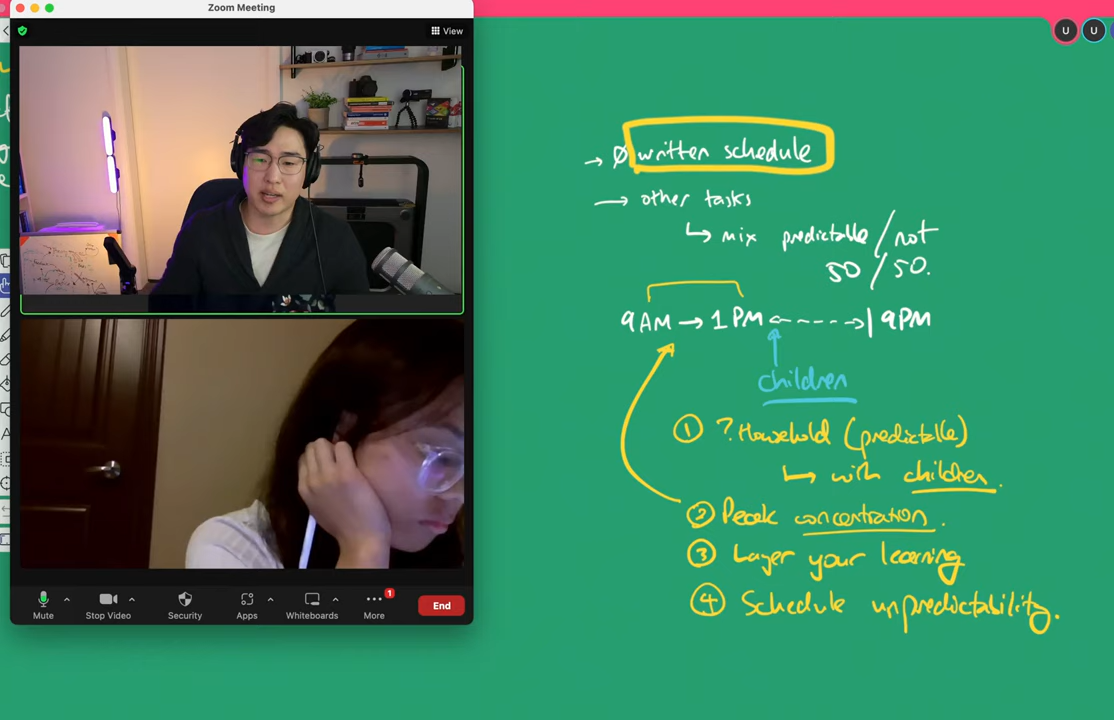 Zoom Meeting
View
U U
→ Ø written schedule
→ other tasks
↳ mix predictable / not
50 / 50.
9AM → 1PM <----> | 9PM
children
① ? Household (predictable)
↳ with children.
② Peak concentration.
③ Layer your learning
④ Schedule unpredictability.
1
Mute Stop Video Security Apps Whiteboards More End